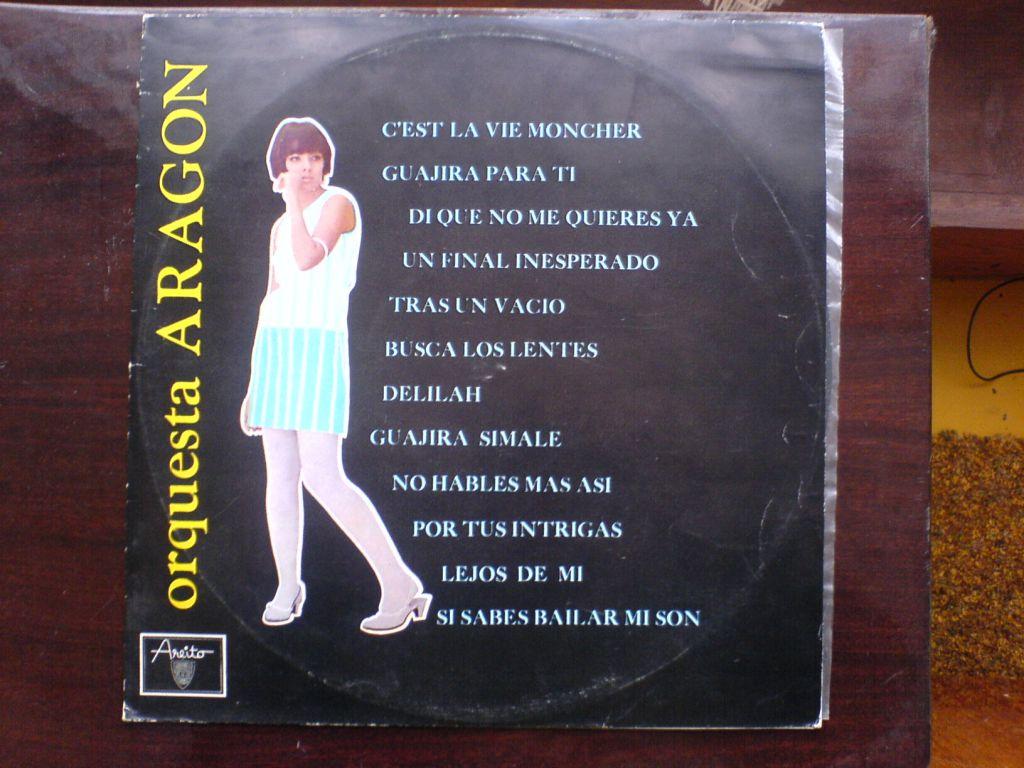 orquesta ARAGON
C'EST LA VIE MONCHER
GUAJIRA PARA TI
DI QUE NO ME QUIERES YA
UN FINAL INESPERADO
TRAS UN VACIO
BUSCA LOS LENTES
DELILAH
GUAJIRA SIMALE
NO HABLES MAS ASI
POR TUS INTRIGAS
LEJOS DE MI
SI SABES BAILAR MI SON
Areito